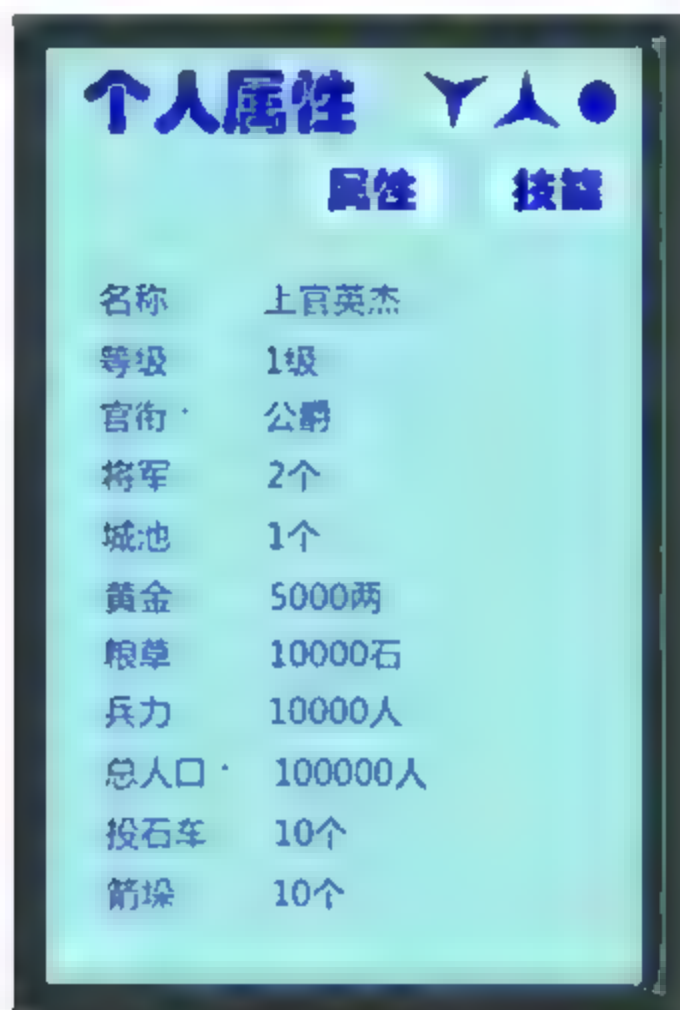 个人属性
属性 技能
名称 上官英杰
等级 1级
官衔 公爵
将军 2个
城池 1个
黄金 5000两
粮草 10000石
兵力 10000人
总人口 100000人
投石车 10个
箭垛 10个